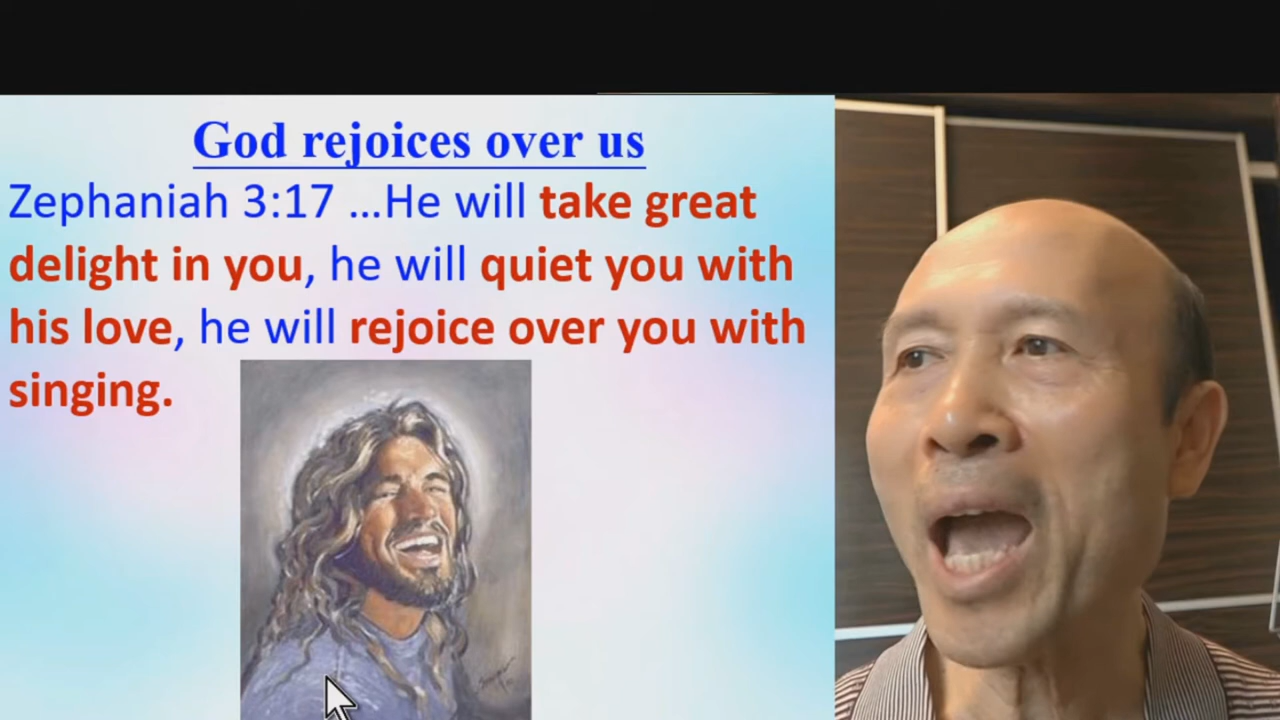 God rejoices over us
Zephaniah 3:17 ...He will take great
delight in you, he will quiet you with
his love, he will rejoice over you with
singing.